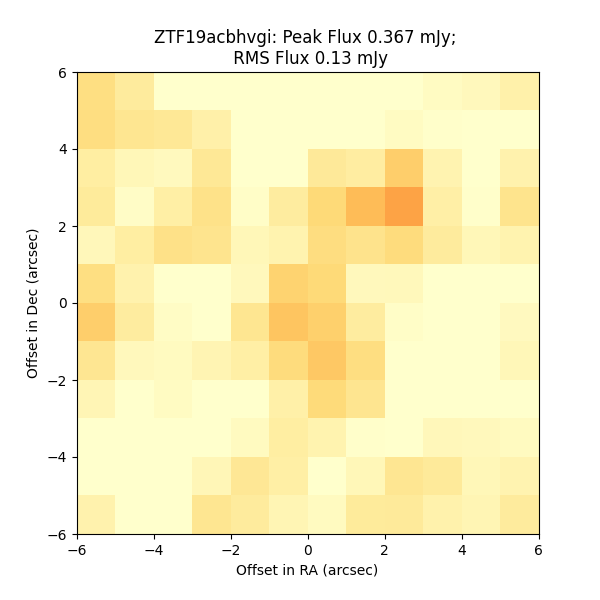 ZTF19acbhvgi: Peak Flux 0.367 mJy;
RMS Flux 0.13 mJy
6
4
2
0
−2
−4
−6
Offset in Dec (arcsec)
−6 −4 −2 0 2 4 6
Offset in RA (arcsec)